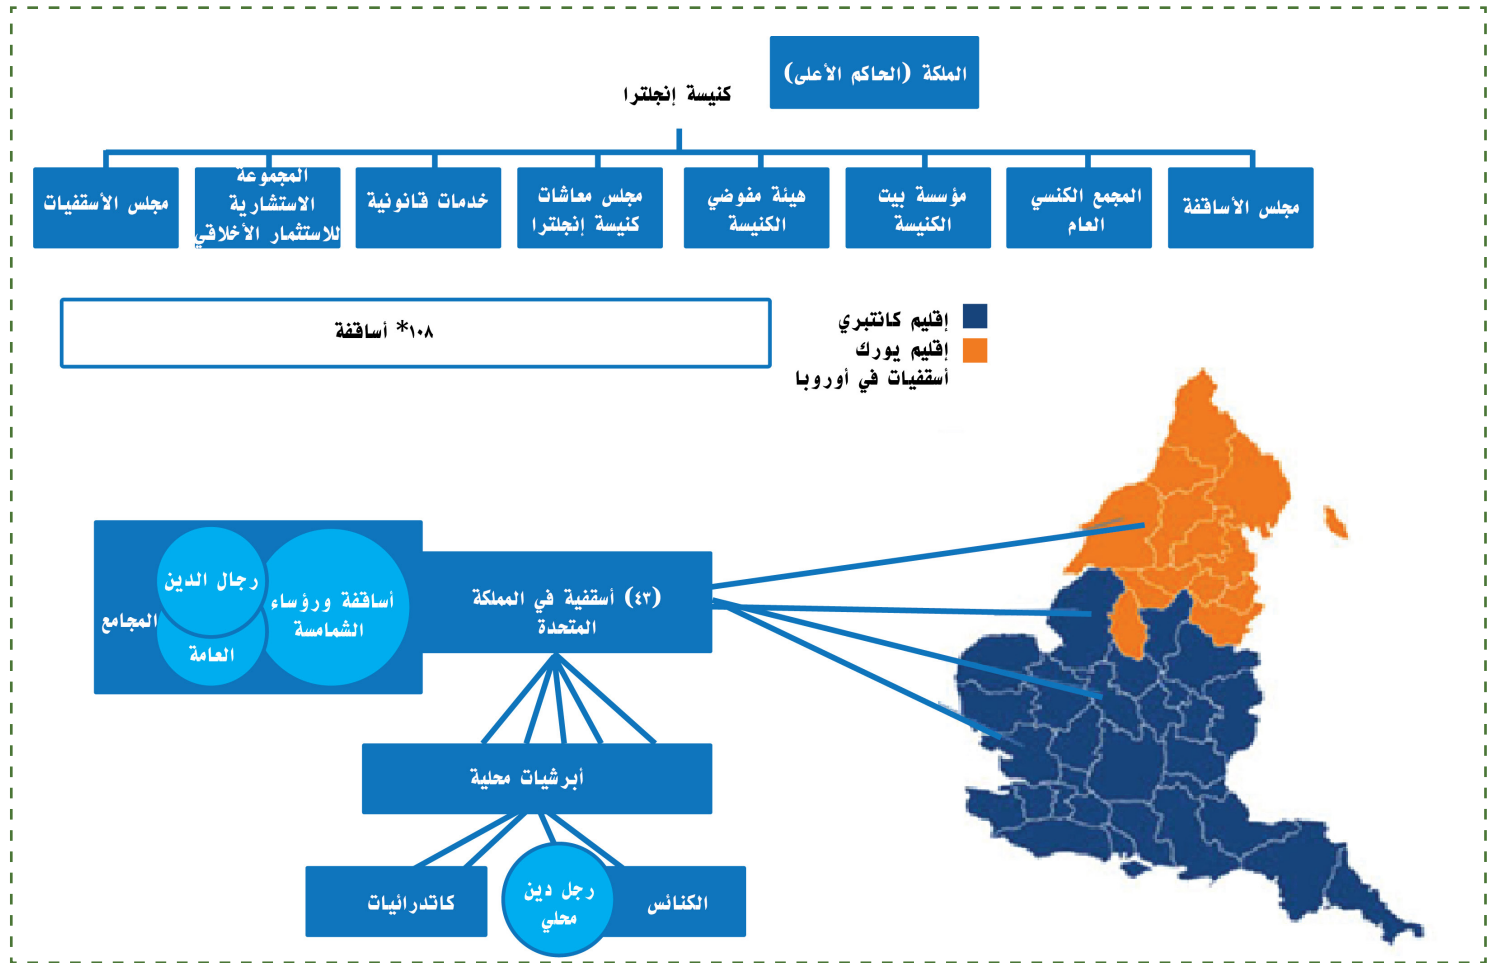 الملكة (الحاكم الأعلى)
كنيسة إنجلترا
مجلس الأساقفة
المجمع الكنسي
العام
مؤسسة بيت
الكنيسة
هيئة مفوضي
الكنيسة
مجلس معاشات
كنيسة إنجلترا
خدمات قانونية
المجموعة
الاستشارية
للاستثمار الأخلاقي
مجلس الأسقفيات
١٠٨* أساقفة
إقليم كانتبري
إقليم يورك
أسقفيات في أوروبا
(٤٣) أسقفية في المملكة
المتحدة
أساقفة ورؤساء
الشمامسة
رجال الدين
العامة
المجامع
أبرشيات محلية
الكنائس
رجل دين
محلي
كاتدرائيات